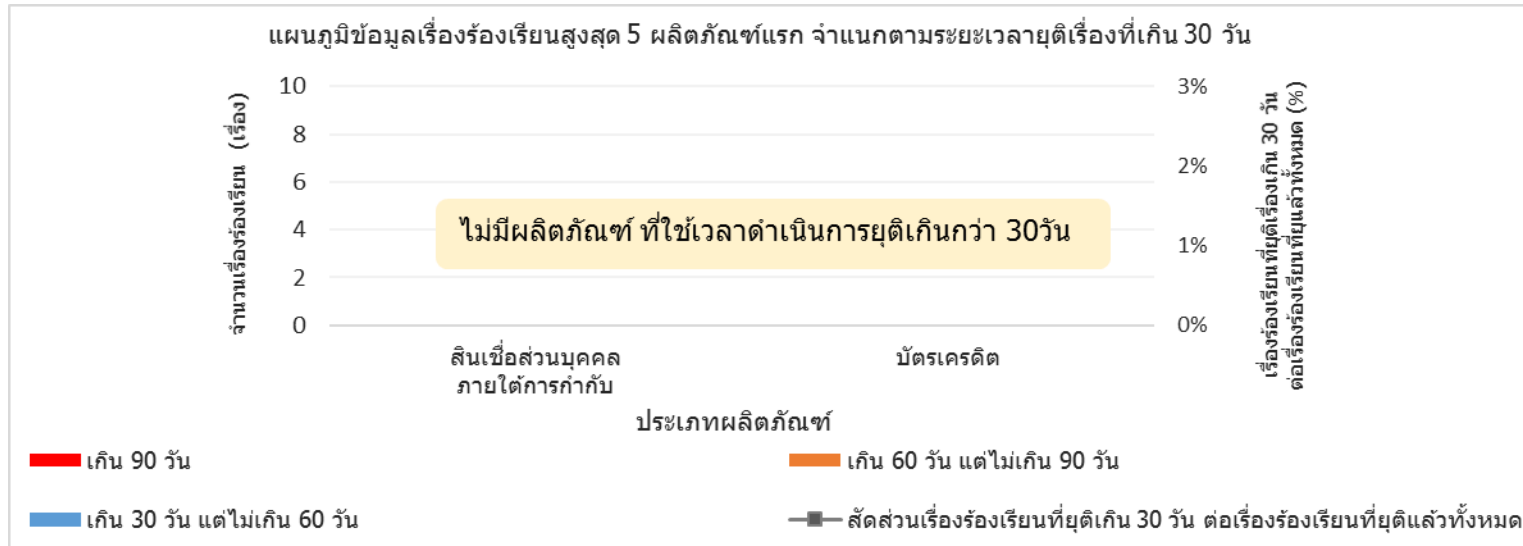 แผนภูมิข้อมูลเรื่องร้องเรียนสูงสุด 5 ผลิตภัณฑ์แรก จำแนกตามระยะเวลายุติเรื่องที่เกิน 30 วัน
จำนวนเรื่องร้องเรียน (เรื่อง)
10
8
6
4
2
0
ไม่มีผลิตภัณฑ์ ที่ใช้เวลาดำเนินการยุติเกินกว่า 30วัน
3%
2%
1%
0%
เรื่องร้องเรียนที่ยุติเรื่องเกิน 30 วัน
ต่อเรื่องร้องเรียนที่ยุติแล้วทั้งหมด (%)
สินเชื่อส่วนบุคคล
ภายใต้การกำกับ
บัตรเครดิต
ประเภทผลิตภัณฑ์
เกิน 90 วัน
เกิน 60 วัน แต่ไม่เกิน 90 วัน
เกิน 30 วัน แต่ไม่เกิน 60 วัน
สัดส่วนเรื่องร้องเรียนที่ยุติเกิน 30 วัน ต่อเรื่องร้องเรียนที่ยุติแล้วทั้งหมด